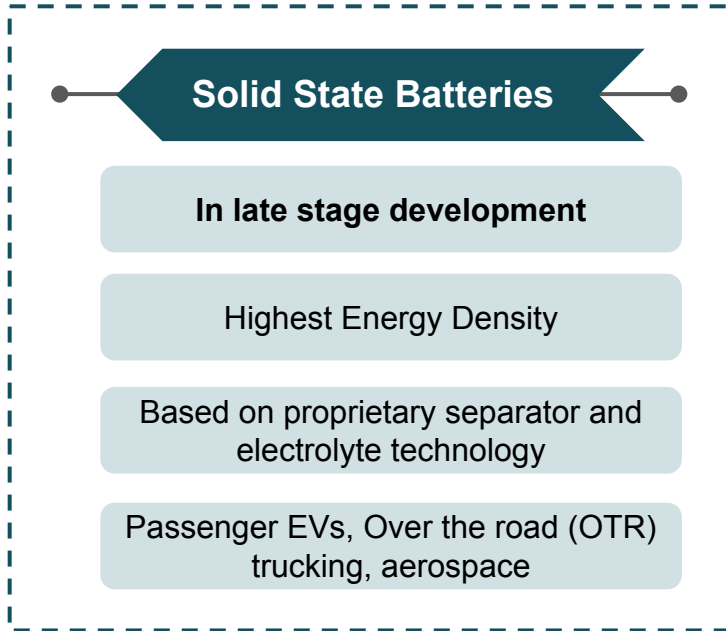 Solid State Batteries
In late stage development
Highest Energy Density
Based on proprietary separator and
electrolyte technology
Passenger EVs, Over the road (OTR)
trucking, aerospace